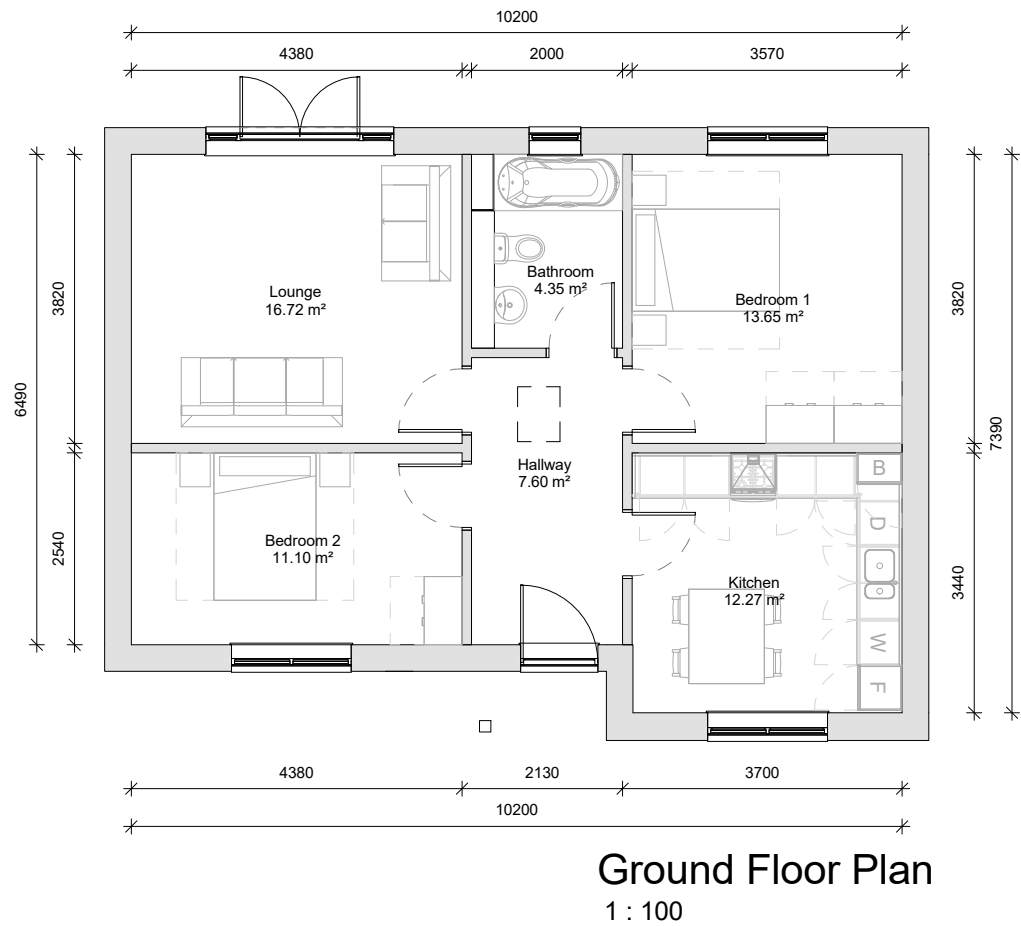 10200
4380 2000 3570
Lounge
16.72 m²
Bathroom
4.35 m²
Bedroom 1
13.65 m²
3820
3820
6490
7390
Hallway
7.60 m²
B
D
Bedroom 2
11.10 m²
2540
Kitchen
12.27 m²
3440
W
F
4380 2130 3700
10200
Ground Floor Plan
1 : 100